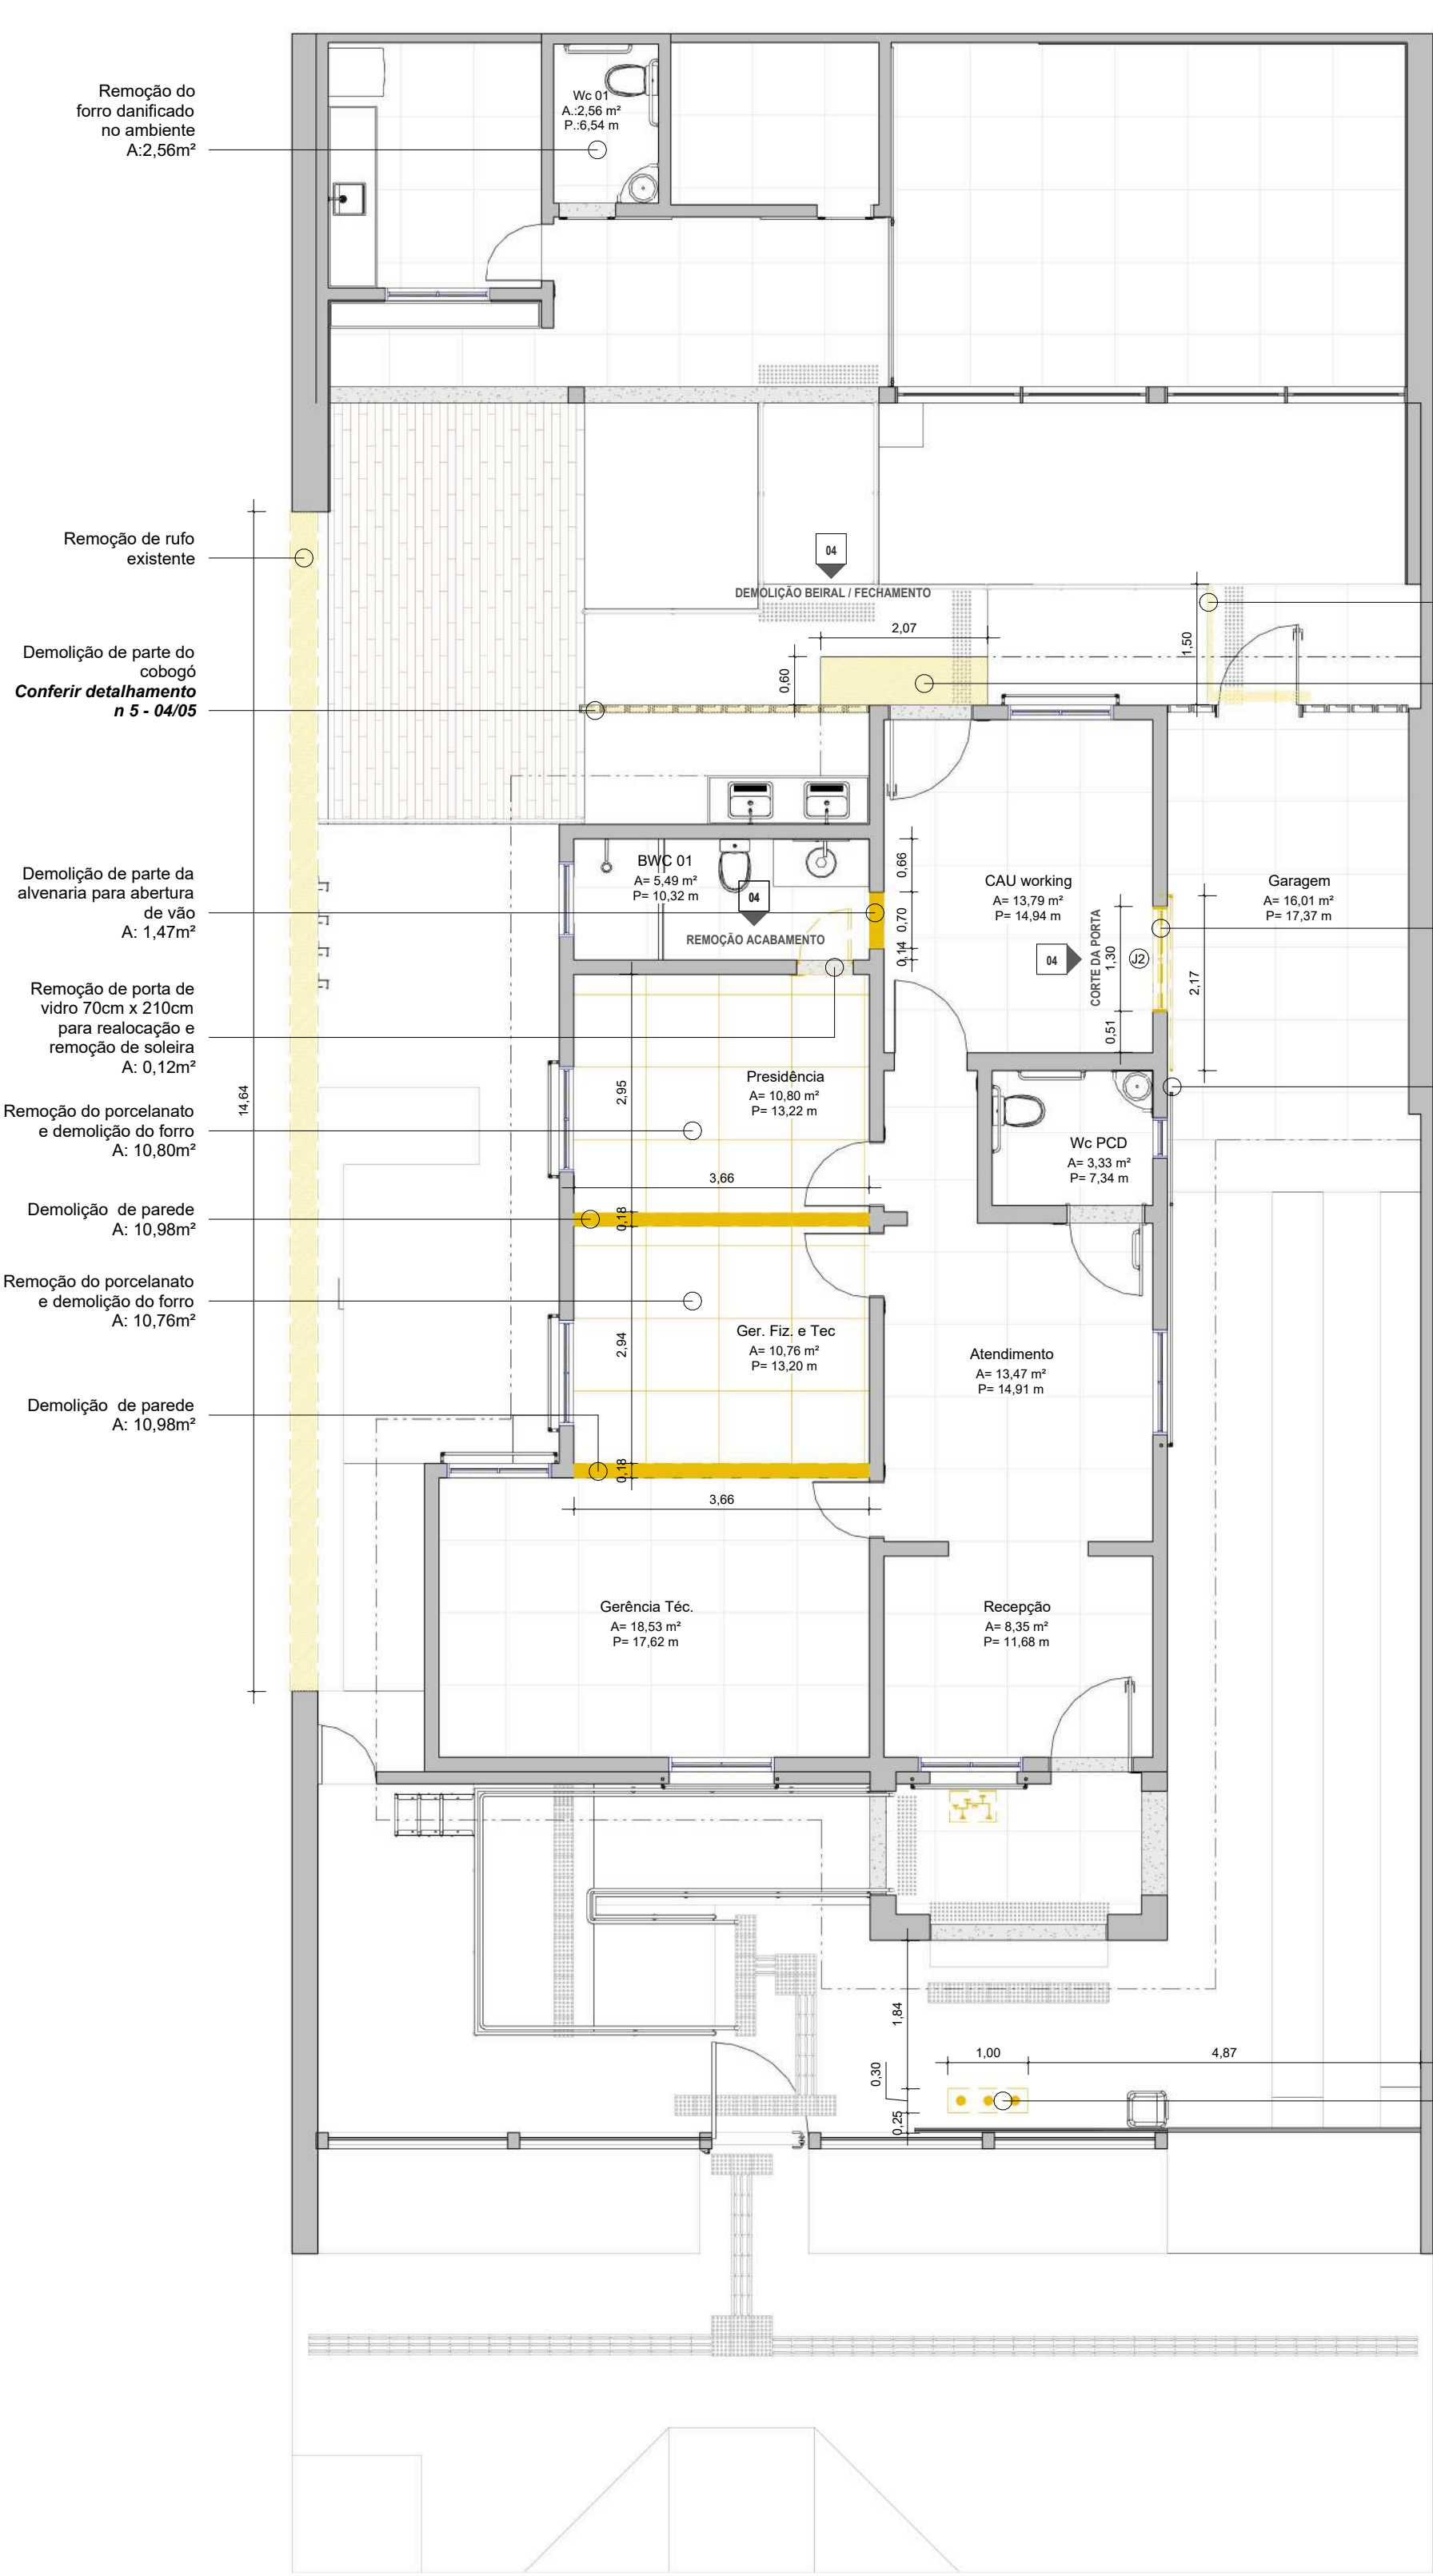 Remoção do
forro danificado
no ambiente
A:2,56m²
Wc 01
A.:2,56 m²
P.:6,54 m
Remoção de rufo
existente
04
DEMOLIÇÃO BEIRAL / FECHAMENTO
2,07
0,60
1,50
Demolição de parte do
cobogó
Conferir detalhamento
n 5 - 04/05
Demolição de parte da
alvenaria para abertura
de vão
A: 1,47m²
BWC 01
A= 5,49 m²
P= 10,32 m
04
REMOÇÃO ACABAMENTO
0,66
0,70
0,14
CAU working
A= 13,79 m²
P= 14,94 m
04
CORTE DA PORTA
1,30
J2
0,51
Garagem
A= 16,01 m²
P= 17,37 m
2,17
Remoção de porta de
vidro 70cm x 210cm
para realocação e
remoção de soleira
A: 0,12m²
14,64
2,95
Presidência
A= 10,80 m²
P= 13,22 m
Remoção do porcelanato
e demolição do forro
A: 10,80m²
Wc PCD
A= 3,33 m²
P= 7,34 m
3,66
Demolição  de parede
A: 10,98m²
0,18
Remoção do porcelanato
e demolição do forro
A: 10,76m²
2,94
Ger. Fiz. e Tec
A= 10,76 m²
P= 13,20 m
Atendimento
A= 13,47 m²
P= 14,91 m
Demolição  de parede
A: 10,98m²
0,18
3,66
Gerência Téc.
A= 18,53 m²
P= 17,62 m
Recepção
A= 8,35 m²
P= 11,68 m
1,84
1,00
4,87
0,30
0,25